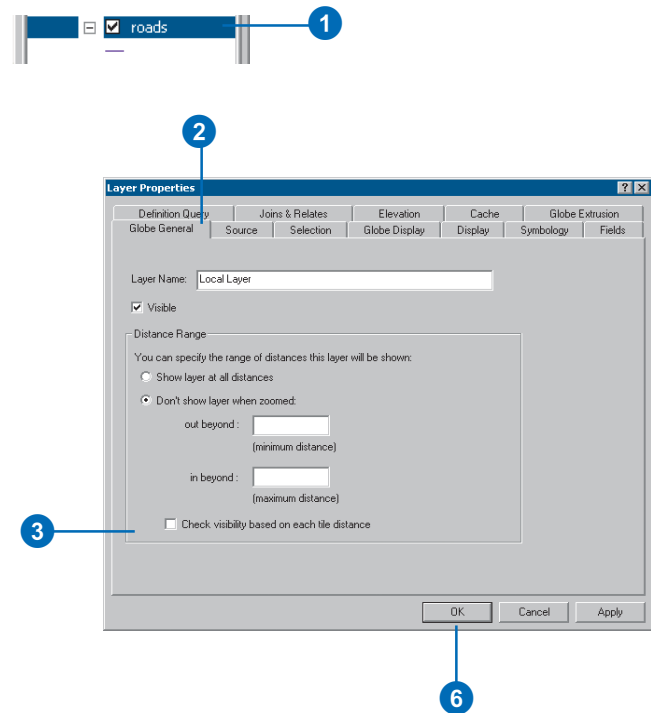 roads
1
2
Layer Properties
Definition Query Joins & Relates Elevation Cache Globe Extrusion
Globe General Source Selection Globe Display Display Symbology Fields
Layer Name: Local Layer
Visible
Distance Range
You can specify the range of distances this layer will be shown:
Show layer at all distances
Don't show layer when zoomed:
out beyond :
(minimum distance)
in beyond :
(maximum distance)
3
Check visibility based on each tile distance
OK Cancel Apply
6